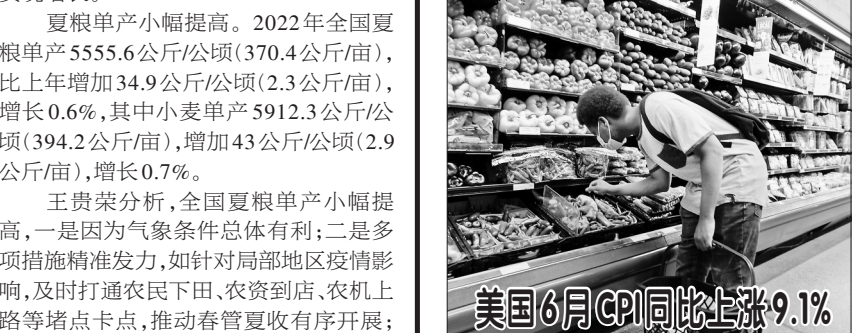 夏粮单产小幅提高。2022年全国夏
粮单产5555.6公斤/公顷(370.4公斤/亩),
比上年增加34.9公斤/公顷(2.3公斤/亩),
增长0.6%,其中小麦单产5912.3公斤/公
顷(394.2公斤/亩),增加43公斤/公顷(2.9
公斤/亩),增长0.7%。
王贵荣分析,全国夏粮单产小幅提
高,一是因为气象条件总体有利;二是多
项措施精准发力,如针对局部地区疫情影
响,及时打通农民下田、农资到店、农机上
路等堵点卡点,推动春管夏收有序开展;
美国6月CPI同比上涨9.1%